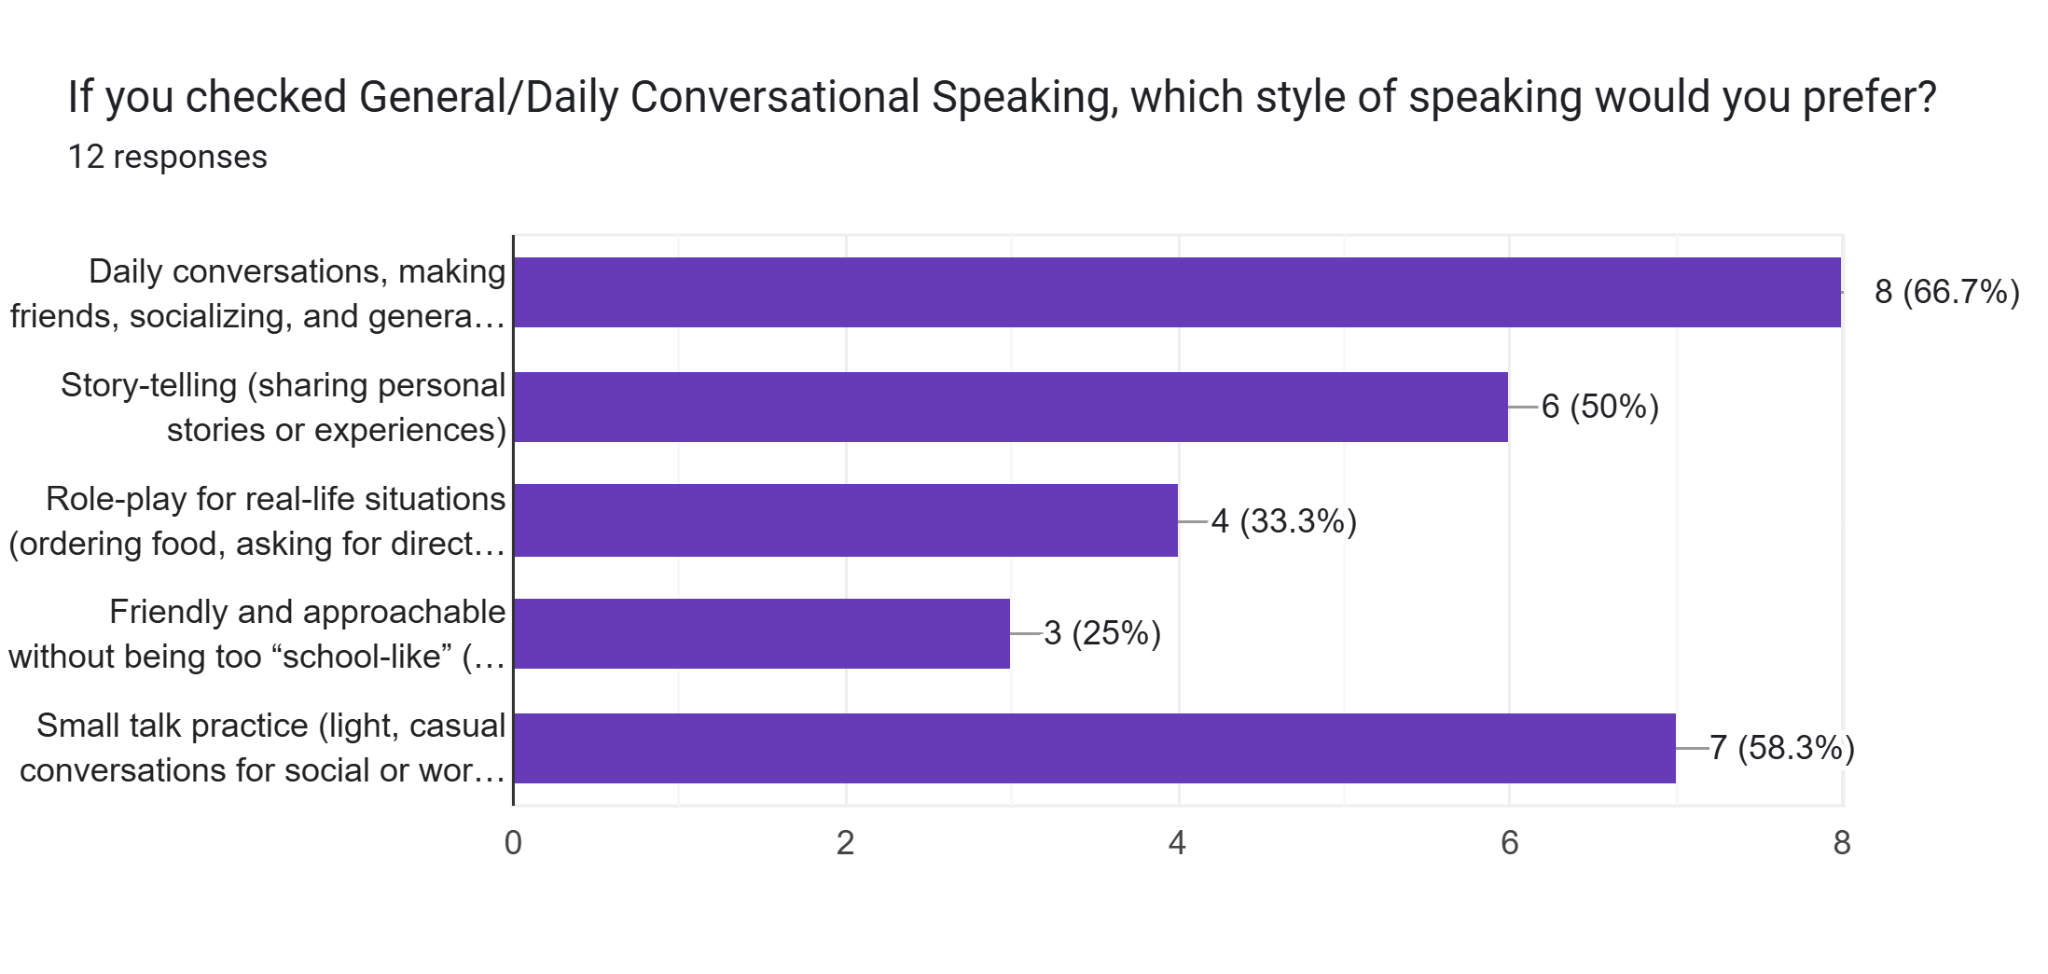 If you checked General/Daily Conversational Speaking, which style of speaking would you prefer?
12 responses
Daily conversations, making
friends, socializing, and genera…
8 (66.7%)
Story-telling (sharing personal
stories or experiences)
6 (50%)
Role-play for real-life situations
(ordering food, asking for direct…
4 (33.3%)
Friendly and approachable
without being too “school-like” (…
3 (25%)
Small talk practice (light, casual
conversations for social or wor…
7 (58.3%)
0 2 4 6 8